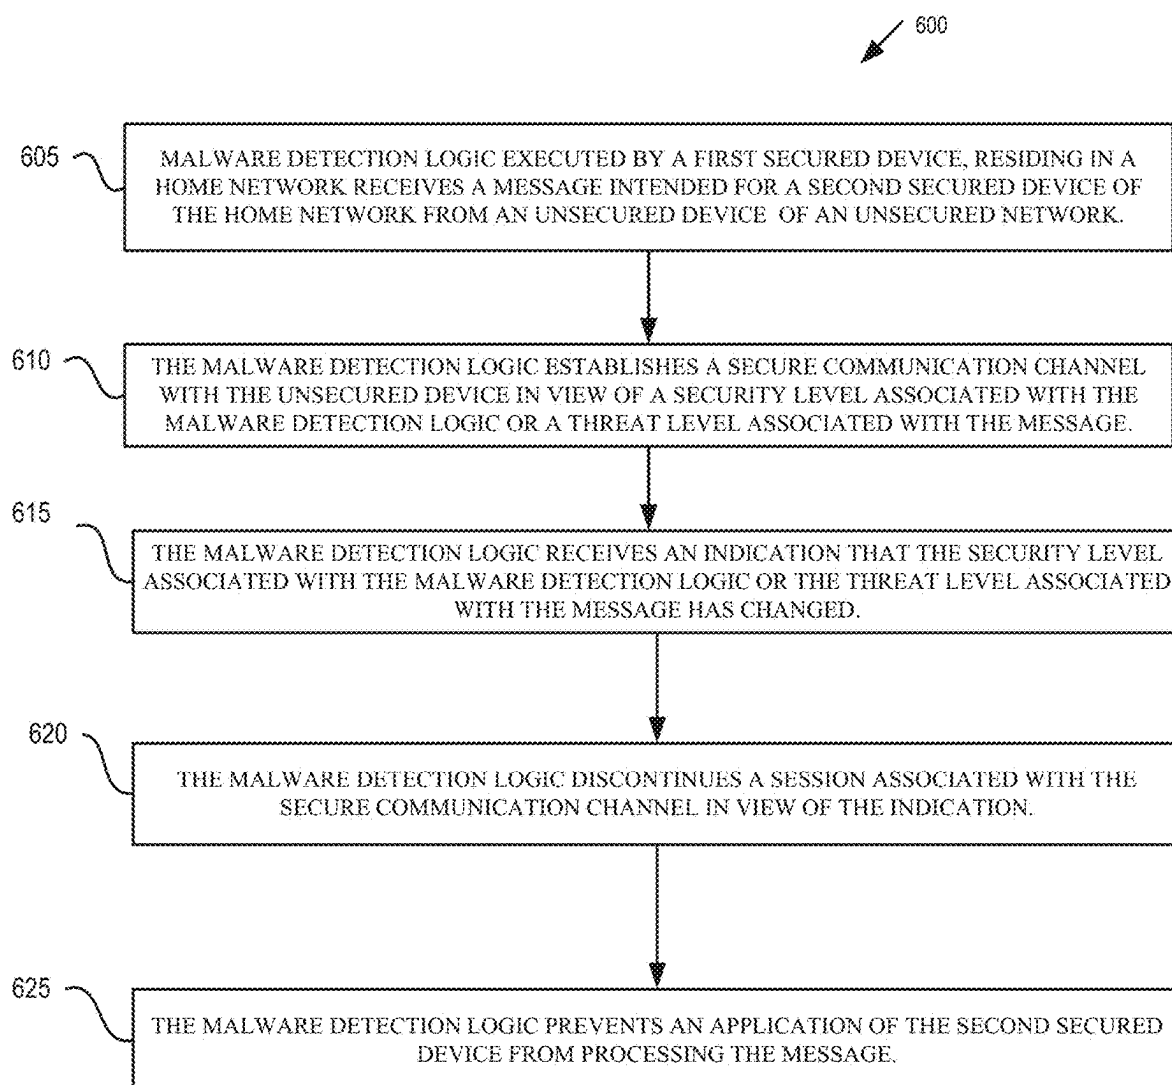 600
605
MALWARE DETECTION LOGIC EXECUTED BY A FIRST SECURED DEVICE, RESIDING IN A
HOME NETWORK RECEIVES A MESSAGE INTENDED FOR A SECOND SECURED DEVICE OF
THE HOME NETWORK FROM AN UNSECURED DEVICE OF AN UNSECURED NETWORK.
610
THE MALWARE DETECTION LOGIC ESTABLISHES A SECURE COMMUNICATION CHANNEL
WITH THE UNSECURED DEVICE IN VIEW OF A SECURITY LEVEL ASSOCIATED WITH THE
MALWARE DETECTION LOGIC OR A THREAT LEVEL ASSOCIATED WITH THE MESSAGE.
615
THE MALWARE DETECTION LOGIC RECEIVES AN INDICATION THAT THE SECURITY LEVEL
ASSOCIATED WITH THE MALWARE DETECTION LOGIC OR THE THREAT LEVEL ASSOCIATED
WITH THE MESSAGE HAS CHANGED.
620
THE MALWARE DETECTION LOGIC DISCONTINUES A SESSION ASSOCIATED WITH THE
SECURE COMMUNICATION CHANNEL IN VIEW OF THE INDICATION.
625
THE MALWARE DETECTION LOGIC PREVENTS AN APPLICATION OF THE SECOND SECURED
DEVICE FROM PROCESSING THE MESSAGE.